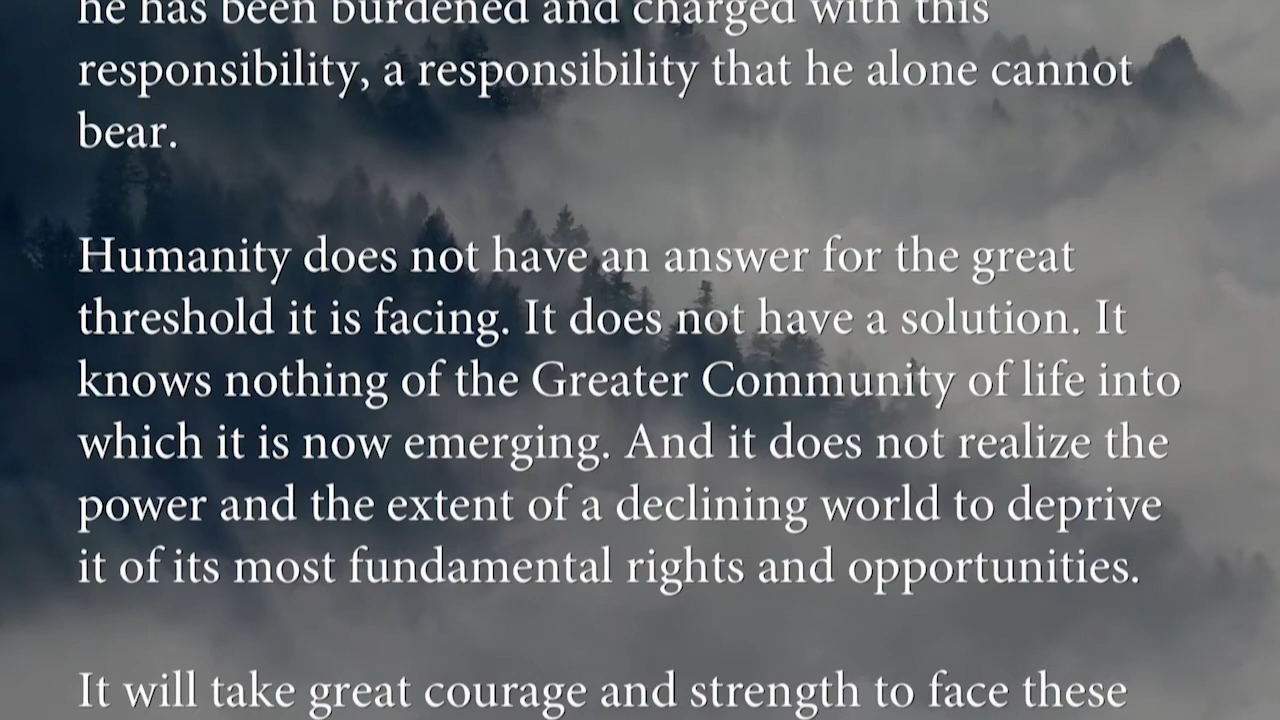 he has been burdened and charged with this
responsibility, a responsibility that he alone cannot
bear.
Humanity does not have an answer for the great
threshold it is facing. It does not have a solution. It
knows nothing of the Greater Community of life into
which it is now emerging. And it does not realize the
power and the extent of a declining world to deprive
it of its most fundamental rights and opportunities.
It will take great courage and strength to face these